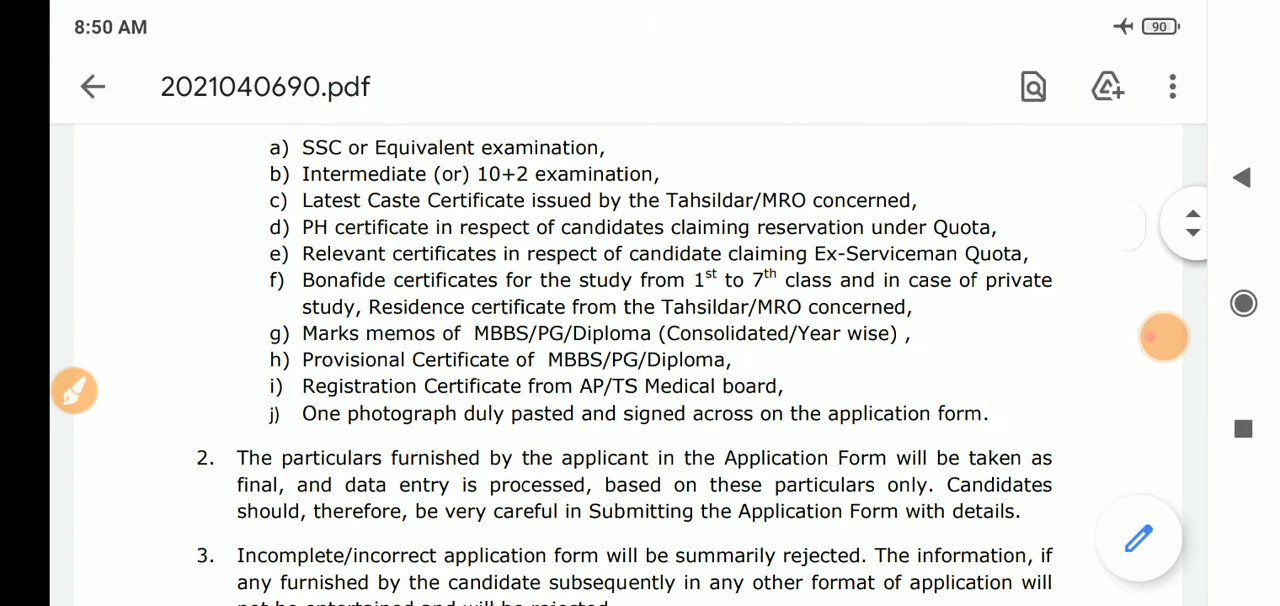 8:50 AM
90
2021040690.pdf
a) SSC or Equivalent examination,
b) Intermediate (or) 10+2 examination,
c) Latest Caste Certificate issued by the Tahsildar/MRO concerned,
d) PH certificate in respect of candidates claiming reservation under Quota,
e) Relevant certificates in respect of candidate claiming Ex-Serviceman Quota,
f) Bonafide certificates for the study from 1st to 7th class and in case of private
study, Residence certificate from the Tahsildar/MRO concerned,
g) Marks memos of MBBS/PG/Diploma (Consolidated/Year wise) ,
h) Provisional Certificate of MBBS/PG/Diploma,
i) Registration Certificate from AP/TS Medical board,
j) One photograph duly pasted and signed across on the application form.
2. The particulars furnished by the applicant in the Application Form will be taken as
final, and data entry is processed, based on these particulars only. Candidates
should, therefore, be very careful in Submitting the Application Form with details.
3. Incomplete/incorrect application form will be summarily rejected. The information, if
any furnished by the candidate subsequently in any other format of application will
not be entertained and will be rejected